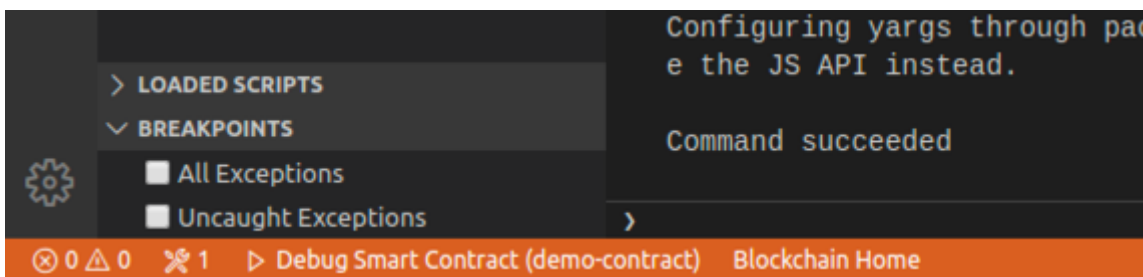 Configuring yargs through pac
e the JS API instead.
LOADED SCRIPTS
BREAKPOINTS
Command succeeded
All Exceptions
Uncaught Exceptions
0 0 1 Debug Smart Contract (demo-contract) Blockchain Home